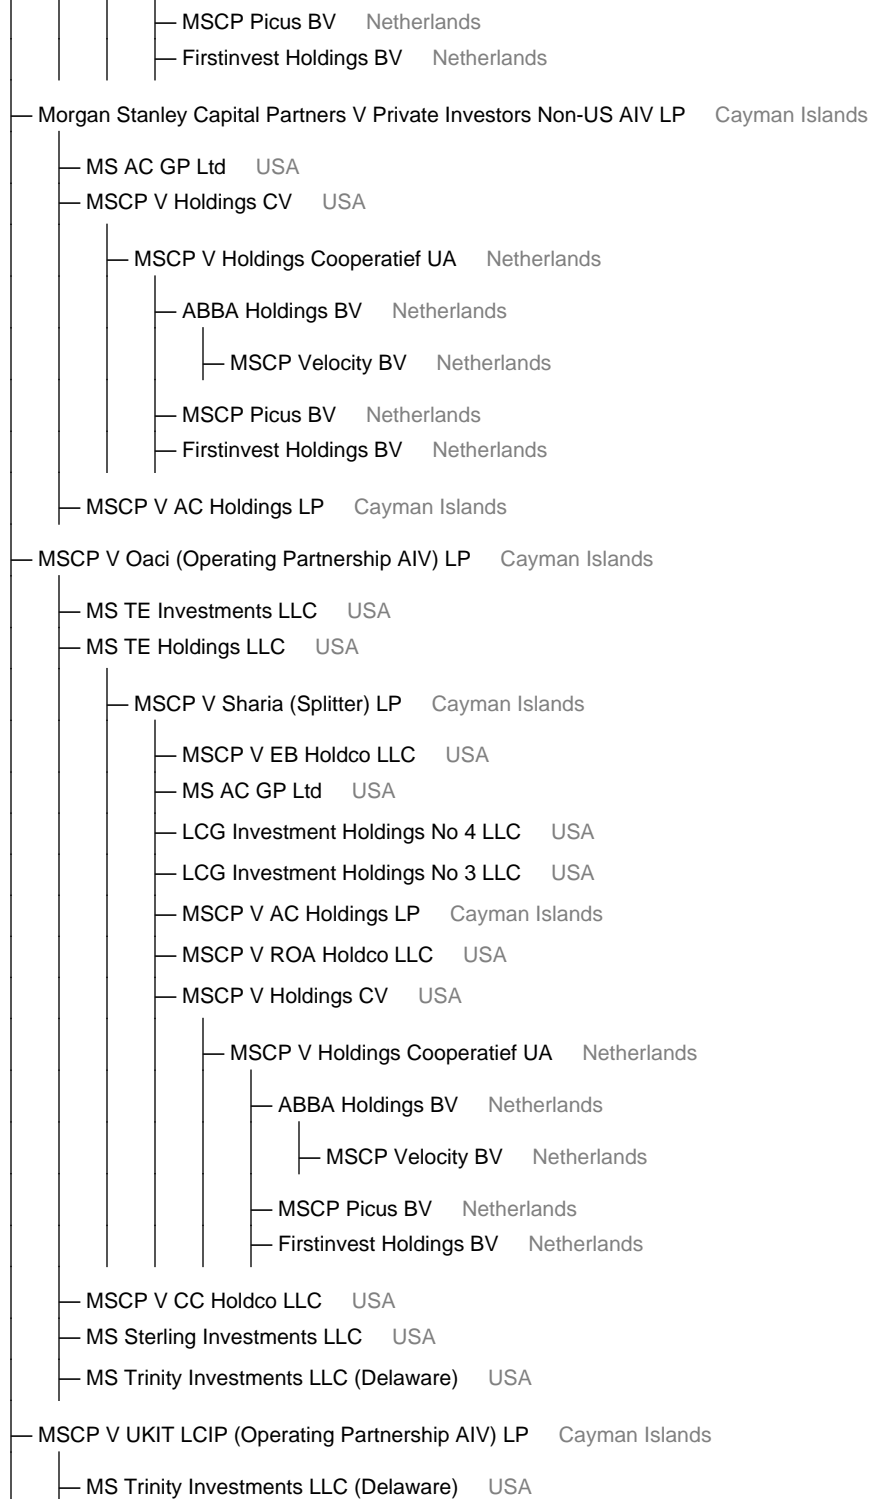 MSCP Picus BV Netherlands
Firstinvest Holdings BV Netherlands
Morgan Stanley Capital Partners V Private Investors Non-US AIV LP Cayman Islands
MS AC GP Ltd USA
MSCP V Holdings CV USA
MSCP V Holdings Cooperatief UA Netherlands
ABBA Holdings BV Netherlands
MSCP Velocity BV Netherlands
MSCP Picus BV Netherlands
Firstinvest Holdings BV Netherlands
MSCP V AC Holdings LP Cayman Islands
MSCP V Oaci (Operating Partnership AIV) LP Cayman Islands
MS TE Investments LLC USA
MS TE Holdings LLC USA
MSCP V Sharia (Splitter) LP Cayman Islands
MSCP V EB Holdco LLC USA
MS AC GP Ltd USA
LCG Investment Holdings No 4 LLC USA
LCG Investment Holdings No 3 LLC USA
MSCP V AC Holdings LP Cayman Islands
MSCP V ROA Holdco LLC USA
MSCP V Holdings CV USA
MSCP V Holdings Cooperatief UA Netherlands
ABBA Holdings BV Netherlands
MSCP Velocity BV Netherlands
MSCP Picus BV Netherlands
Firstinvest Holdings BV Netherlands
MSCP V CC Holdco LLC USA
MS Sterling Investments LLC USA
MS Trinity Investments LLC (Delaware) USA
MSCP V UKIT LCIP (Operating Partnership AIV) LP Cayman Islands
MS Trinity Investments LLC (Delaware) USA